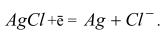 AgCl+ē = Ag + Cl⁻.